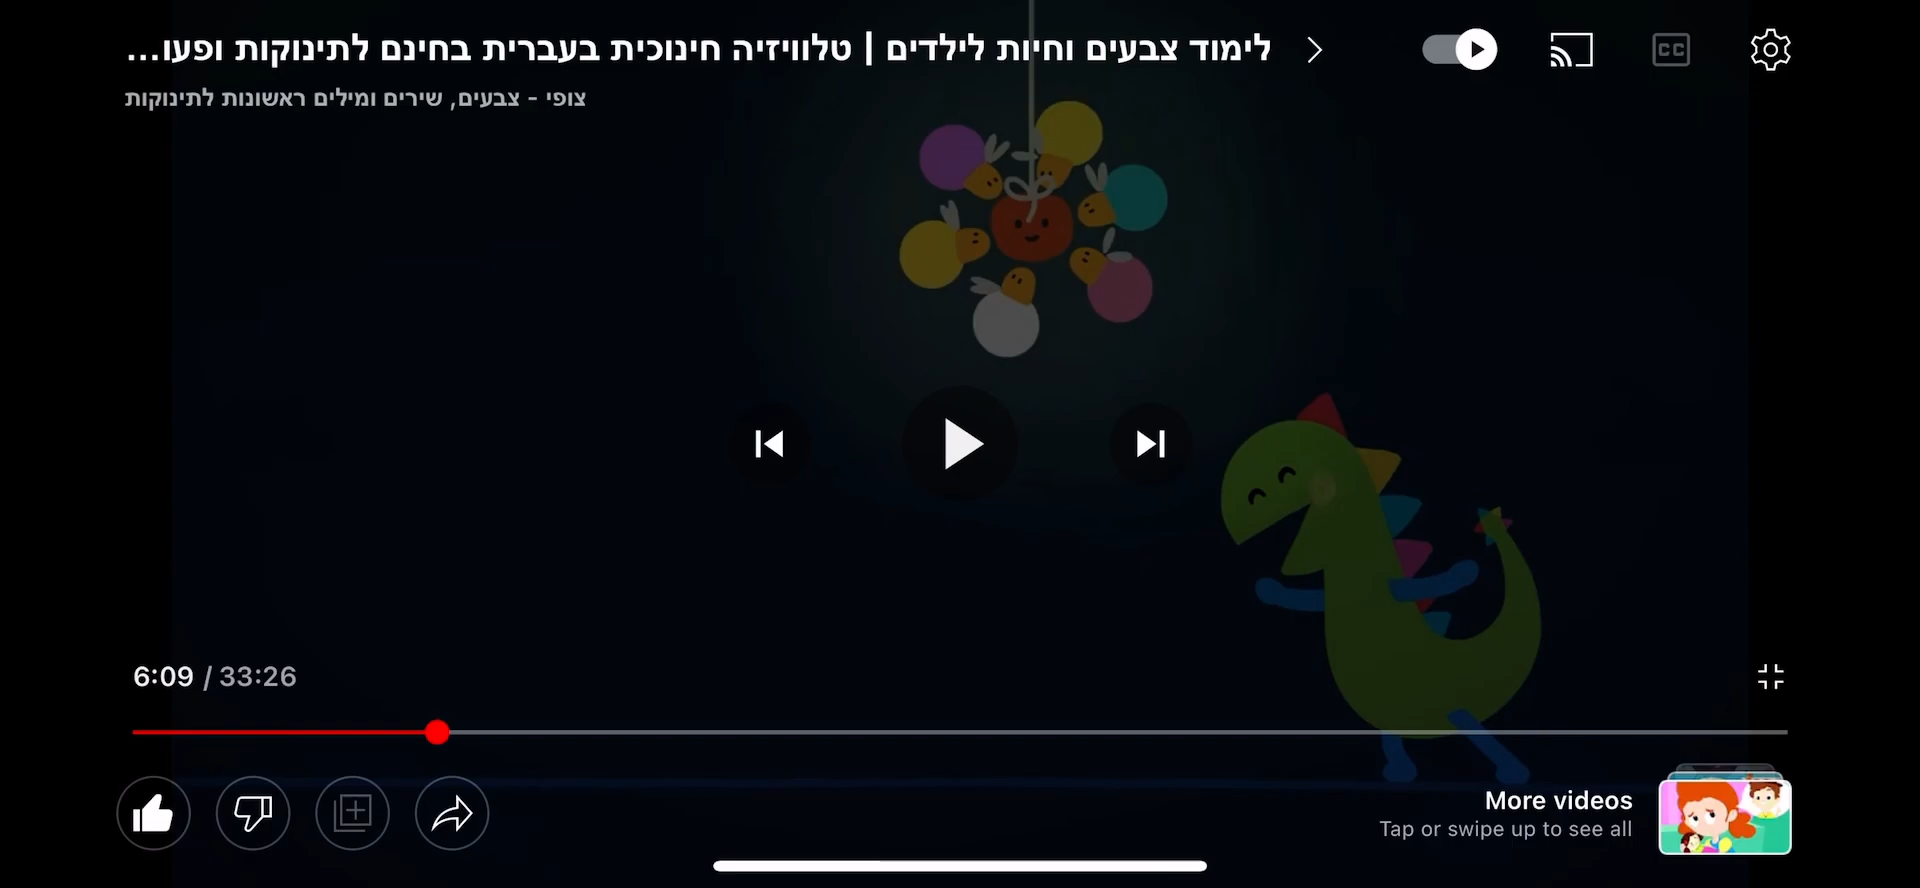 לימוד צבעים וחיות לילדים | טלוויזיה חינוכית בעברית בחינם לתינוקות ופעו...
צופי - צבעים, שירים ומילים ראשונות לתינוקות
CC
6:09 / 33:26
More videos
Tap or swipe up to see all